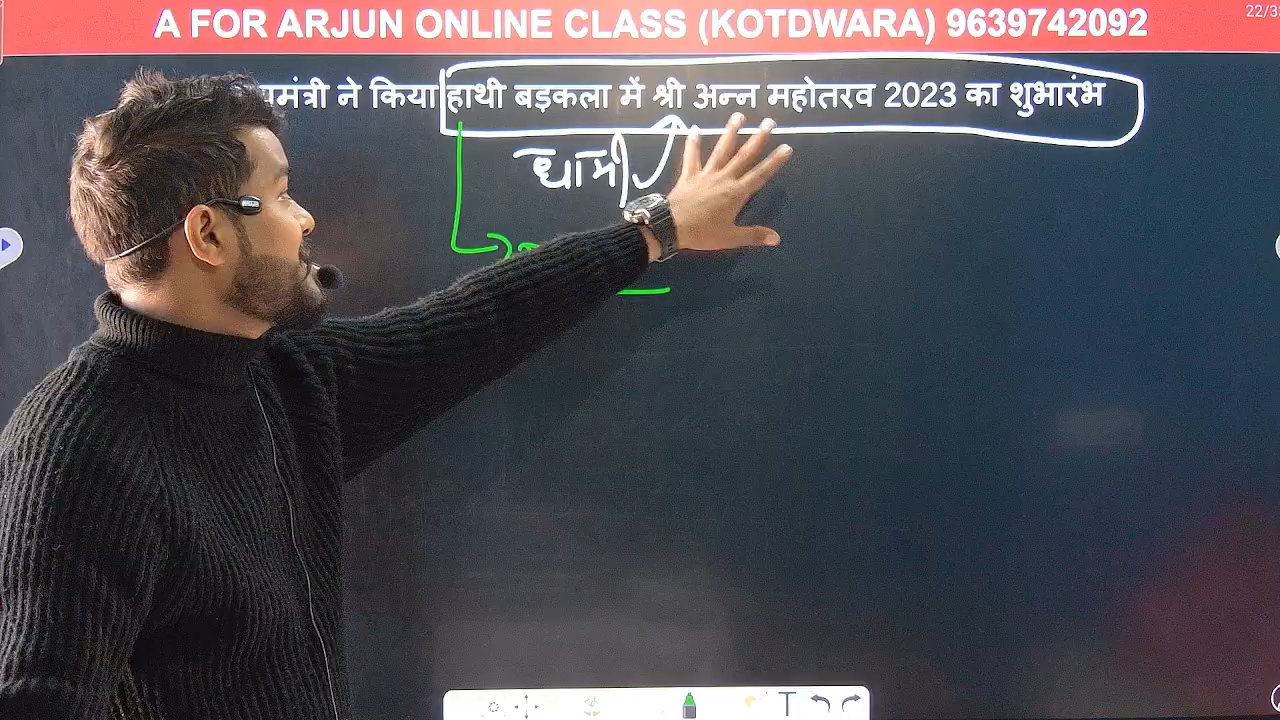 A FOR ARJUN ONLINE CLASS (KOTDWARA) 9639742092
22/3
ने किया हाथी बड़कला में श्री अन्न महोतरव 2023 का शुभारंभ
धामी
T